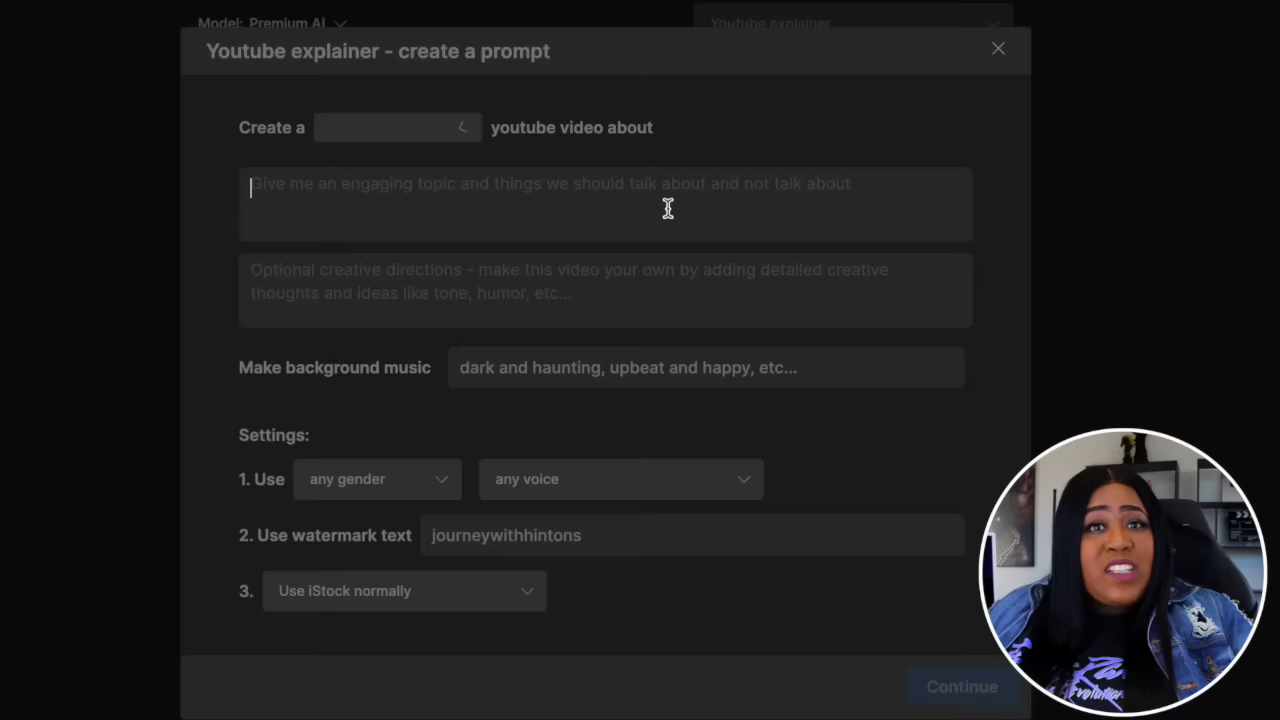 Model: Premium AI
Youtube explainer
Youtube explainer - create a prompt
Create a
youtube video about
Give me an engaging topic and things we should talk about and not talk about
Optional creative directions - make this video your own by adding detailed creative
thoughts and ideas like tone, humor, etc...
Make background music
dark and haunting, upbeat and happy, etc...
Settings:
1. Use
any gender
any voice
2. Use watermark text
journeywithhintons
3.
Use iStock normally
Continue